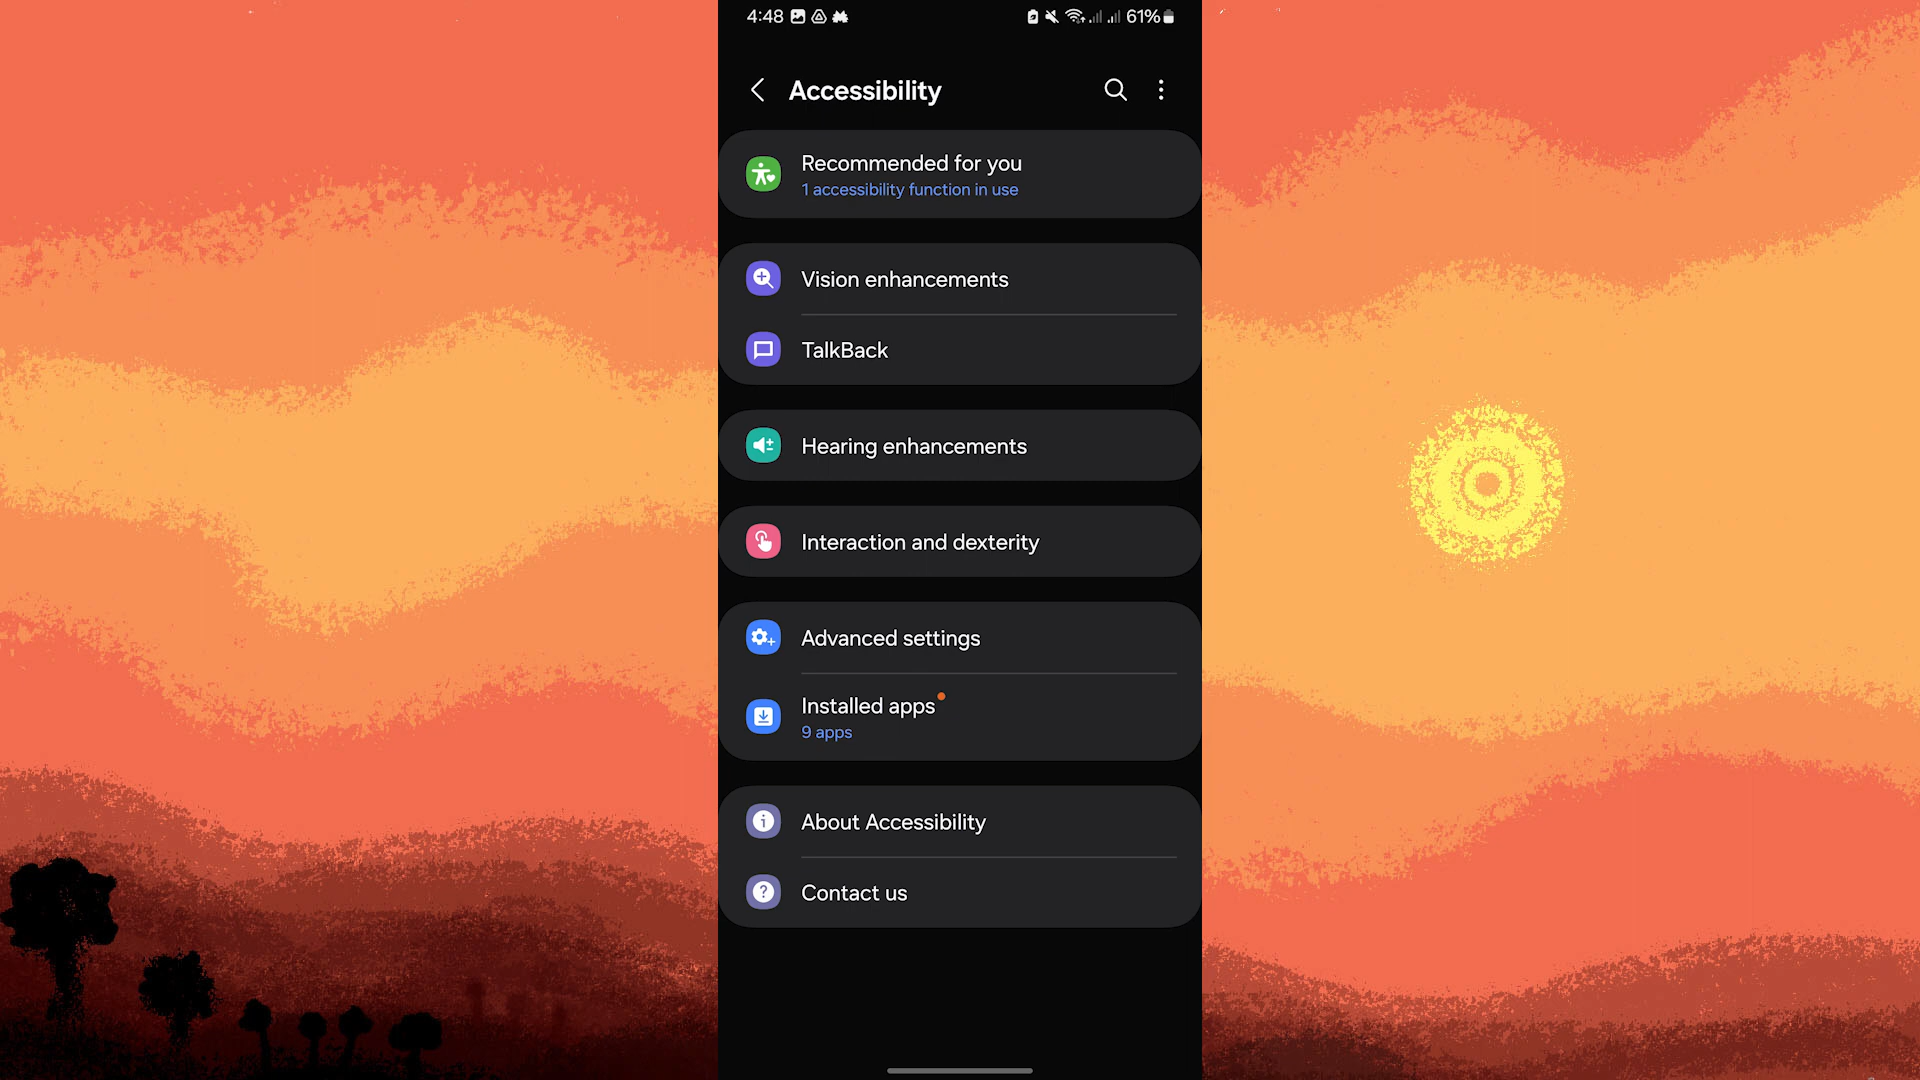 4:48 61%
Accessibility
Recommended for you
1 accessibility function in use
Vision enhancements
TalkBack
Hearing enhancements
Interaction and dexterity
Advanced settings
Installed apps
9 apps
About Accessibility
Contact us